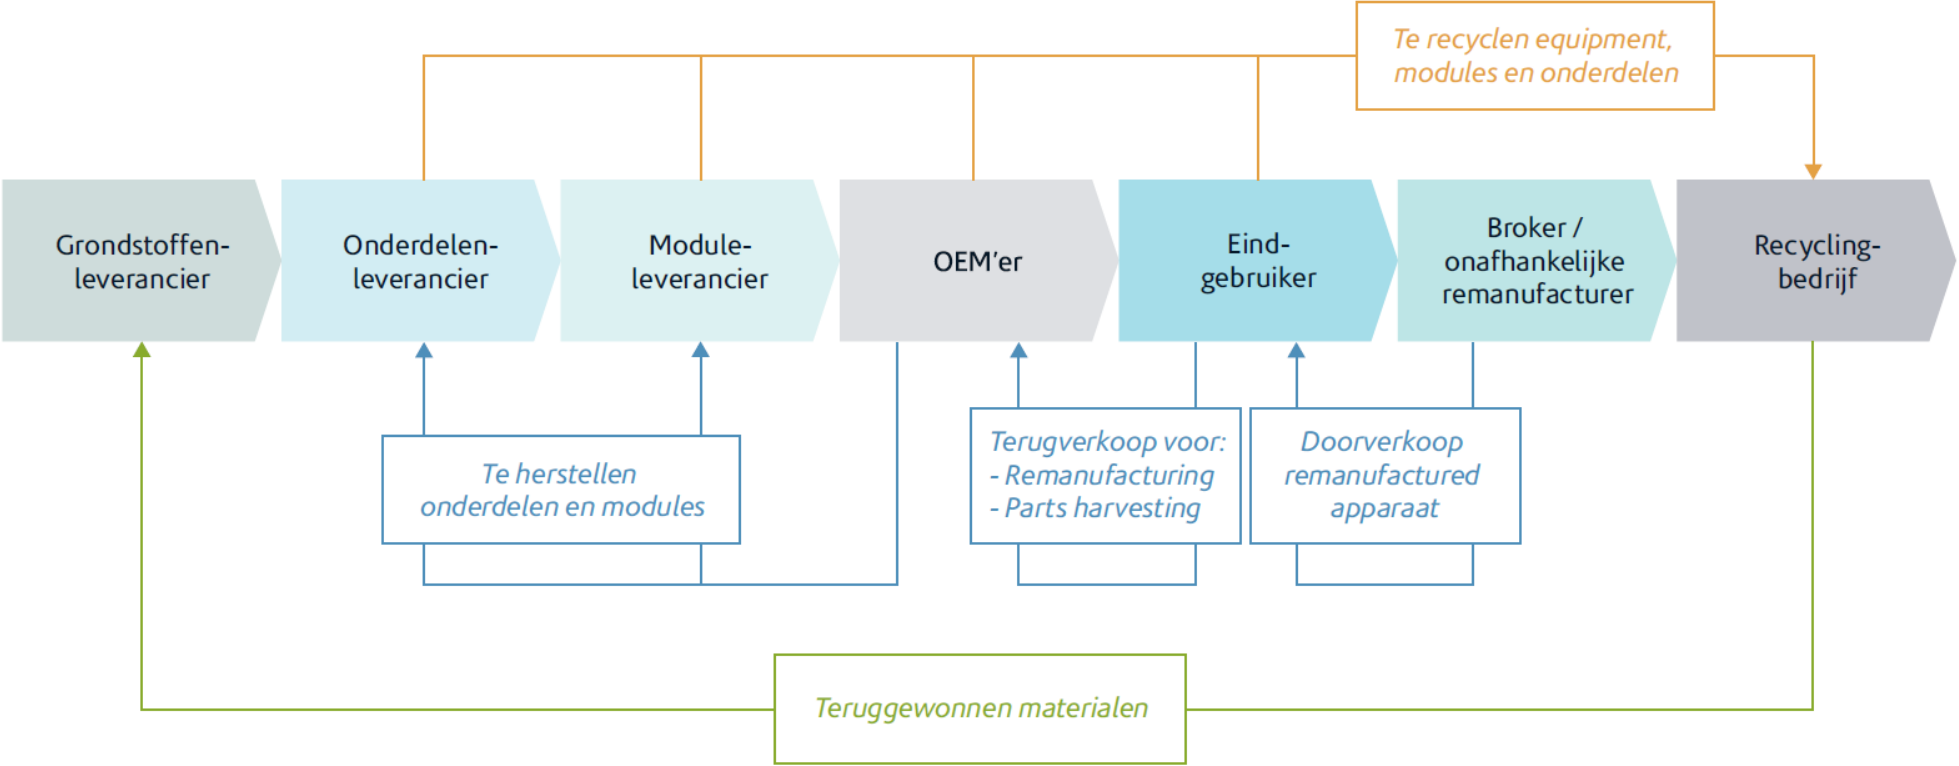 Te recyclen equipment,
modules en onderdelen
Grondstoffen-
leverancier
Onderdelen-
leverancier
Module-
leverancier
OEM’er
Eind-
gebruiker
Broker /
onafhankelijke
remanufacturer
Recycling-
bedrijf
Te herstellen
onderdelen en modules
Terugverkoop voor:
- Remanufacturing
- Parts harvesting
Doorverkoop
remanufactured
apparaat
Teruggewonnen materialen